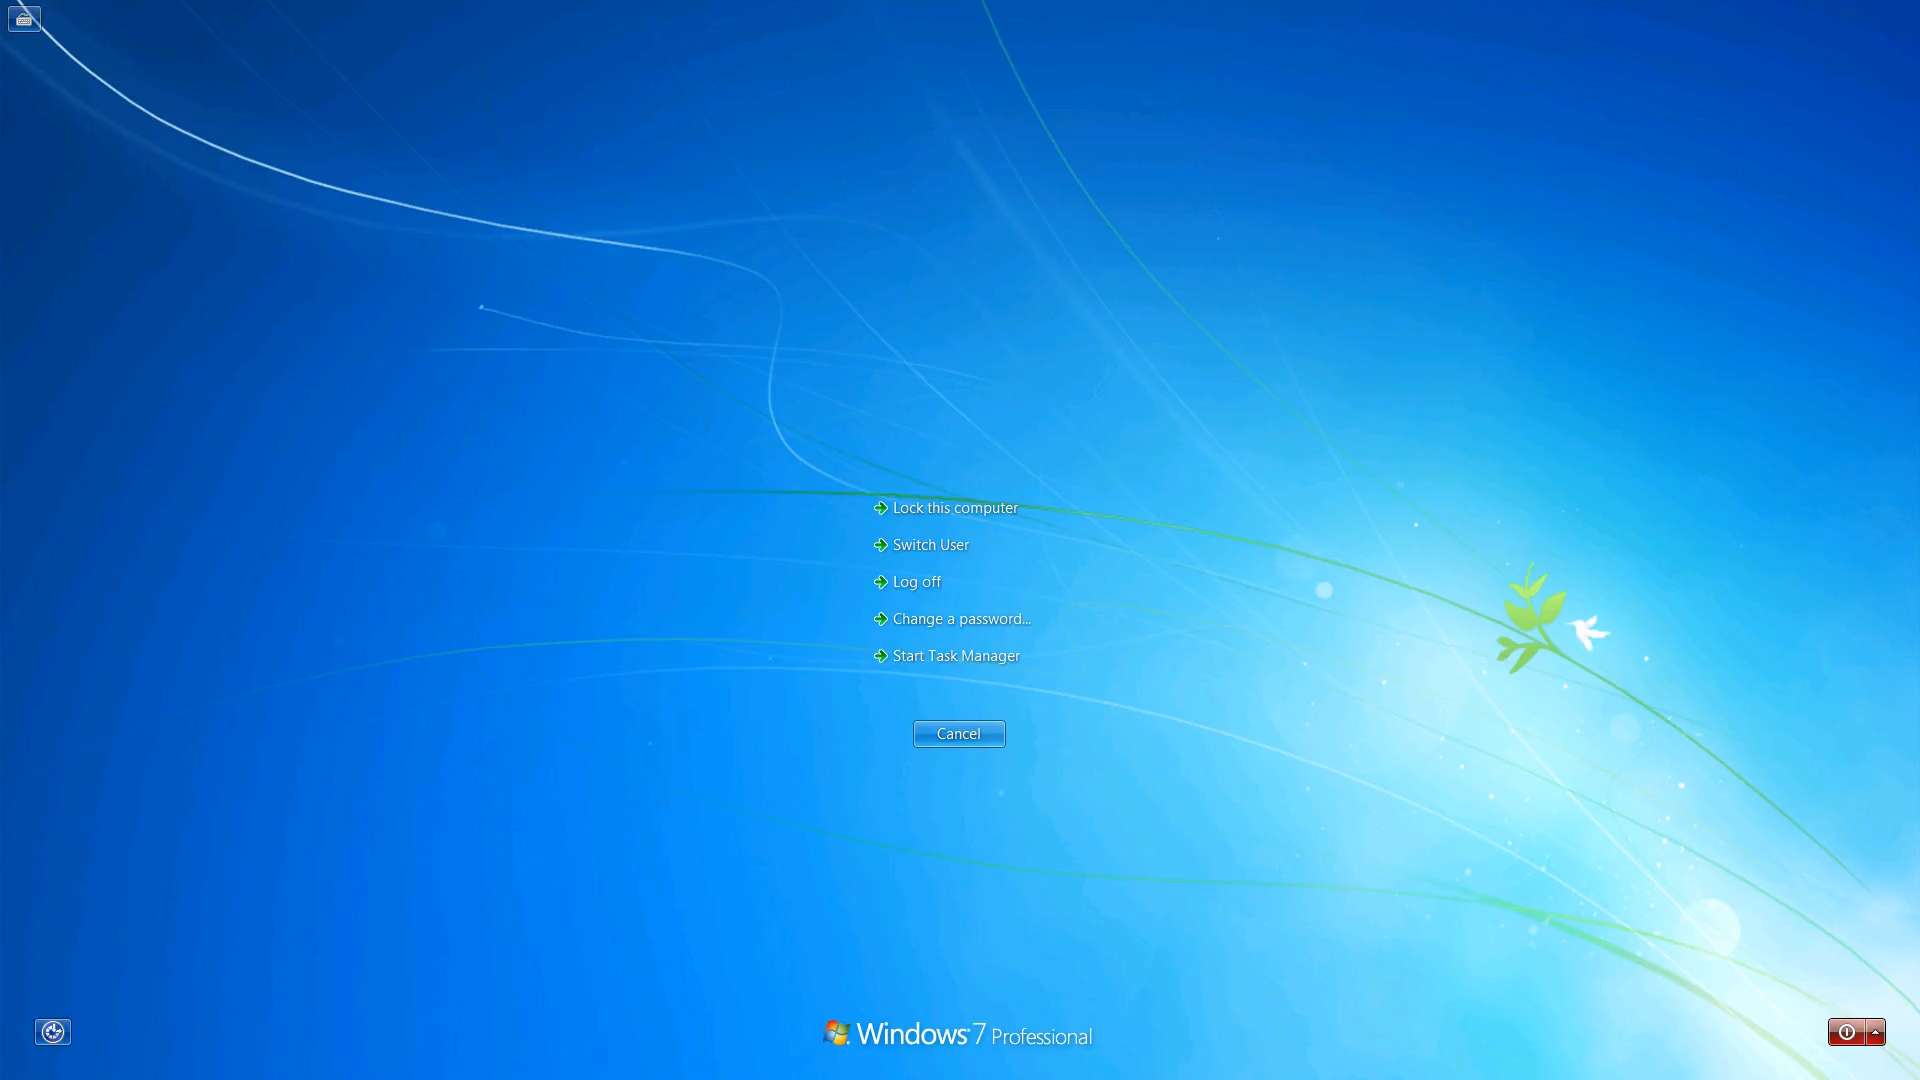 Lock this computer
Switch User
Log off
Change a password...
Start Task Manager
Cancel
Windows 7 Professional